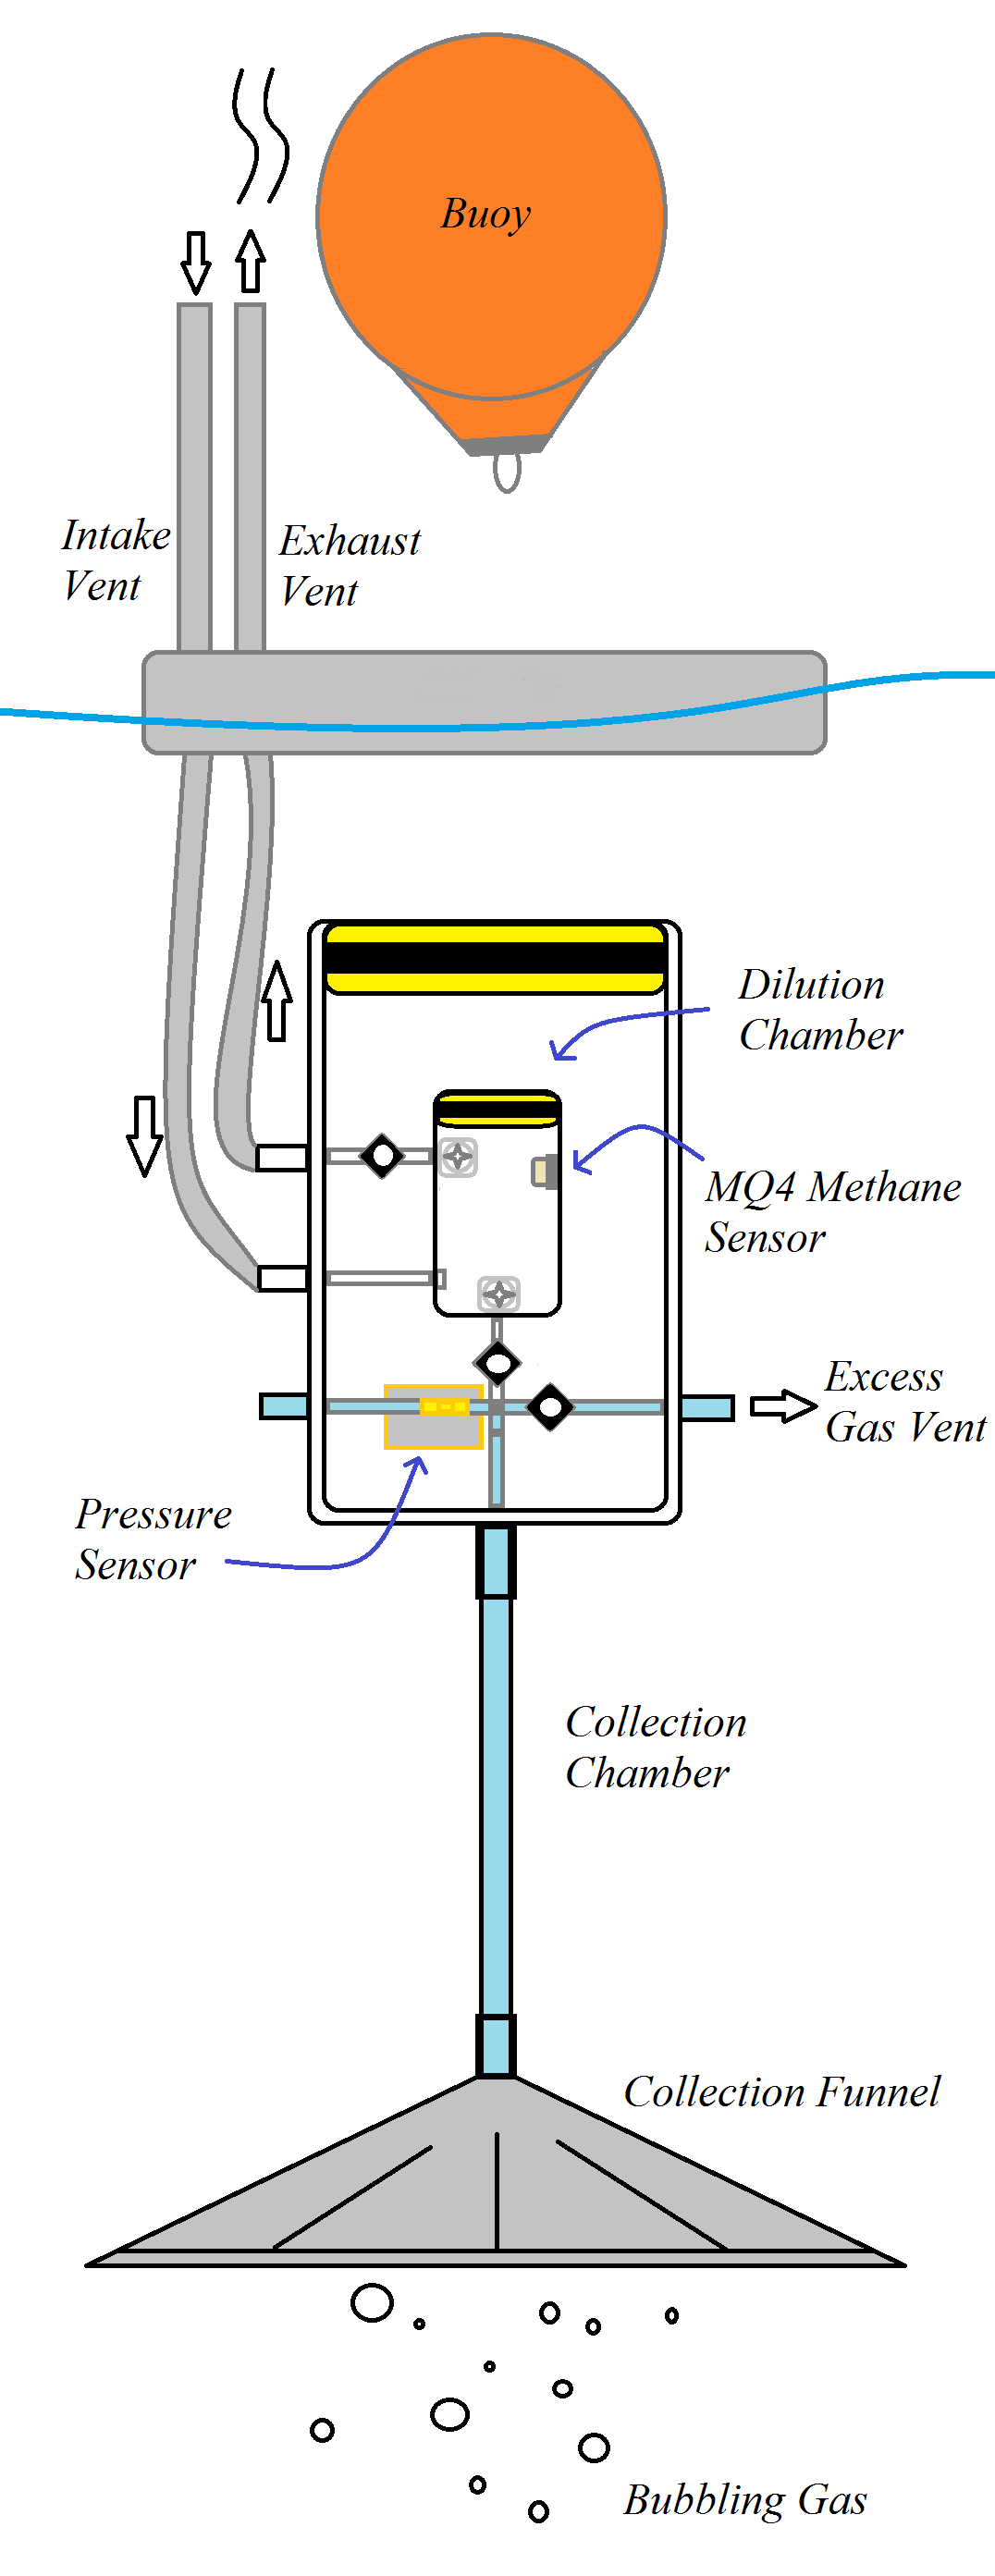 Buoy
Intake
Vent
Exhaust
Vent
Dilution
Chamber
MQ4 Methane
Sensor
Excess
Gas Vent
Pressure
Sensor
Collection
Chamber
Collection Funnel
Bubbling Gas